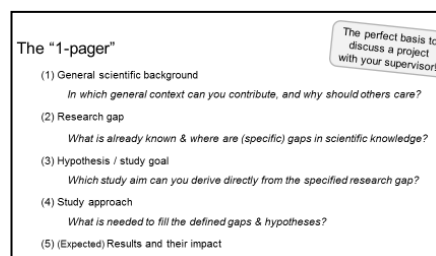 The perfect basis to
discuss a project
with your supervisor!
The “1-pager”
(1) General scientific background
In which general context can you contribute, and why should others care?
(2) Research gap
What is already known & where are (specific) gaps in scientific knowledge?
(3) Hypothesis / study goal
Which study aim can you derive directly from the specified research gap?
(4) Study approach
What is needed to fill the defined gaps & hypotheses?
(5) (Expected) Results and their impact